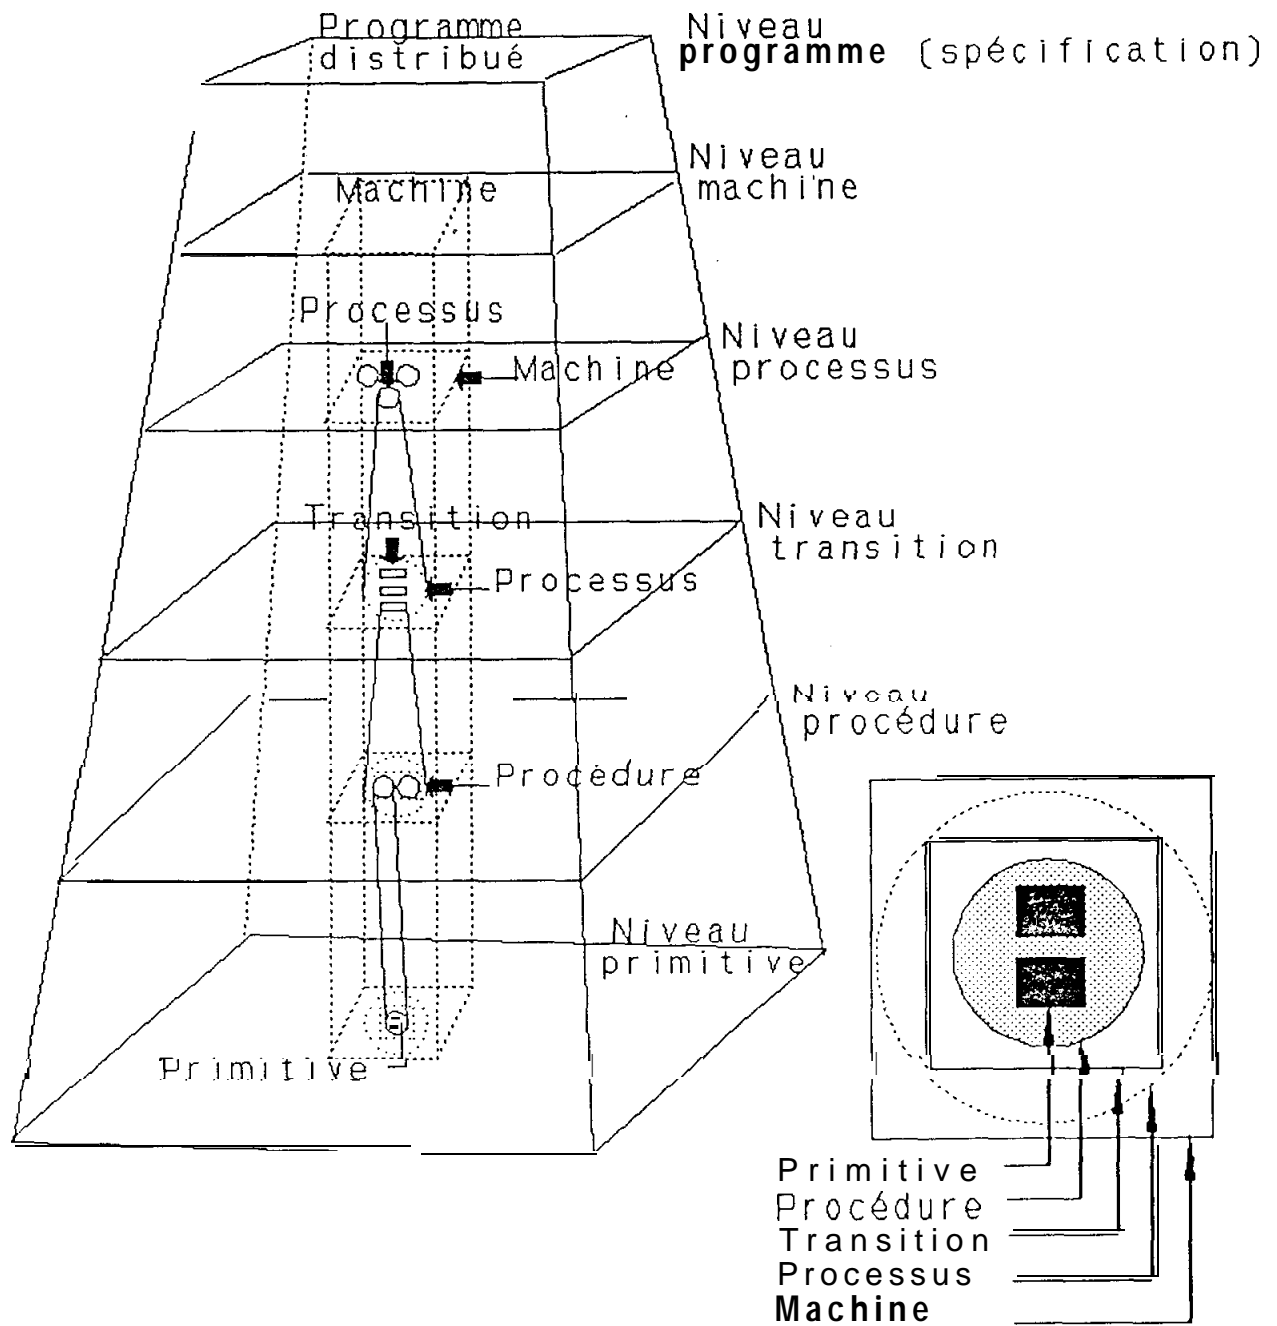 Programme
distribué
Niveau
programme (spécification)
Niveau
machine
Machine
Processus
Niveau
processus
Machine
Transition
Niveau
transition
Processus
Niveau
procédure
Procédure
Niveau
primitive
Primitive
Primitive
Procédure
Transition
Processus
Machine